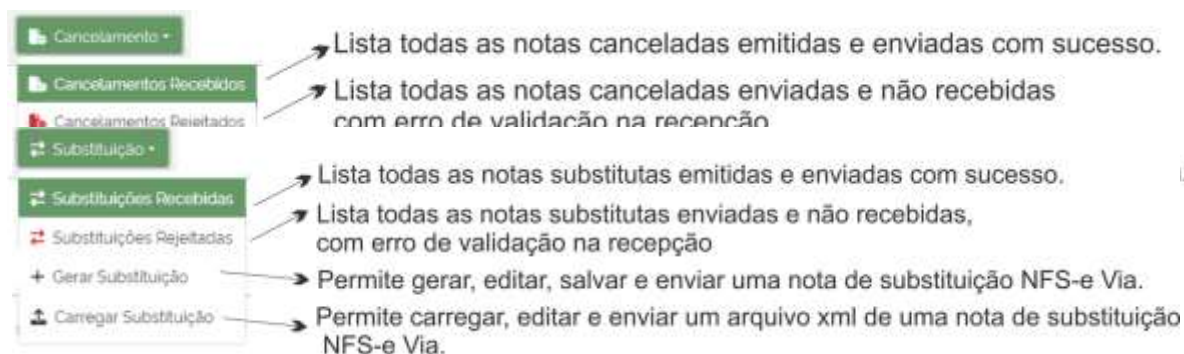 Cancelamento
Lista todas as notas canceladas emitidas e enviadas com sucesso.
Cancelamentos Recebidos
Lista todas as notas canceladas enviadas e não recebidas
Cancelamentos Rejeitados
com erro de validação na recepção
Substituição
Lista todas as notas substitutas emitidas e enviadas com sucesso.
Substituições Recebidas
Lista todas as notas substitutas enviadas e não recebidas,
Substituições Rejeitadas
com erro de validação na recepção
+ Gerar Substituição
Permite gerar, editar, salvar e enviar uma nota de substituição NFS-e Via.
Carregar Substituição
Permite carregar, editar e enviar um arquivo xml de uma nota de substituição
NFS-e Via.